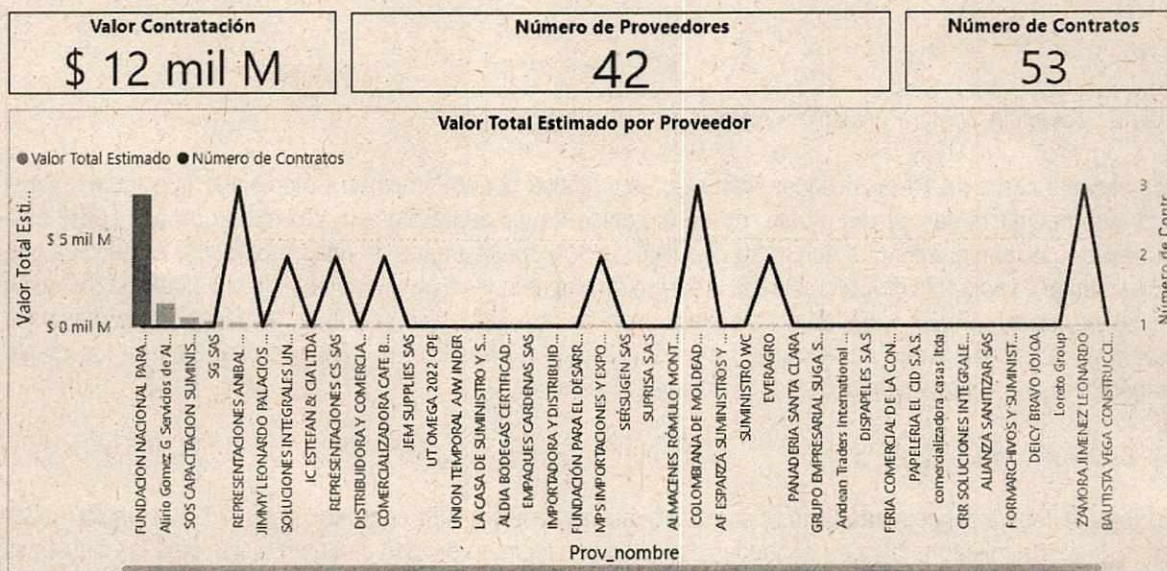 Valor Contratación
$ 12 mil M
Número de Proveedores
42
Número de Contratos
53
Valor Total Estimado por Proveedor
Valor Total Estimado
Número de Contratos
Valor Total Esti...
$ 5 mil M
$ 0 mil M
3
2
1
Número de Contr...
FUNDACION NACIONAL PARA...
Alirio Gomez G Servicios de Al...
SOS CAPACITACION SUMINIS...
SG SAS
REPRESENTACIONES ANIBAL...
JIMMY LEONARDO PALACIOS ...
SOLUCIONES INTEGRALES UN...
IC ESTEFAN & CIA LTDA
REPRESENTACIONES CS SAS
DISTRIBUIDORA Y COMERCIA...
COMERCIALIZADORA CAFE B...
JEM SUPPLIES SAS
UT OMEGA 2022 CPE
UNION TEMPORAL AJW INDER
LA CASA DE SUMINISTRO Y S...
ALDIA BODEGAS CERTIFICAD...
EMPAQUES CARDENAS SAS
IMPORTADORA Y DISTRIBUID...
FUNDACIÓN PARA EL DESARR...
MPS IMPORTACIONES Y EXPO...
SERSUGEN SAS
SUPRISA S.A.S
ALMACENES RÓMULO MONT...
COLOMBIANA DE MOLDEAD...
AF ESPARZA SUMINISTROS Y ...
SUMINISTRO WC
EVERAGRO
PANADERIA SANTA CLARA
GRUPO EMPRESARIAL SUGA S...
Andean Traders International ...
DISPAPELES S.A.S
FERIA COMERCIAL DE LA CON...
PAPELERIA EL CID S.A.S.
comercializadora caras ltda
CRR SOLUCIONES INTEGRALE...
ALIANZA SANITIZAR SAS
FORMARCHIVOS Y SUMINIST...
DEICY BRAVO JOJOA
Loreto Group
ZAMORA JIMENEZ LEONARDO
BAUTISTA VEGA CONSTRUCCI...
Prov_nombre